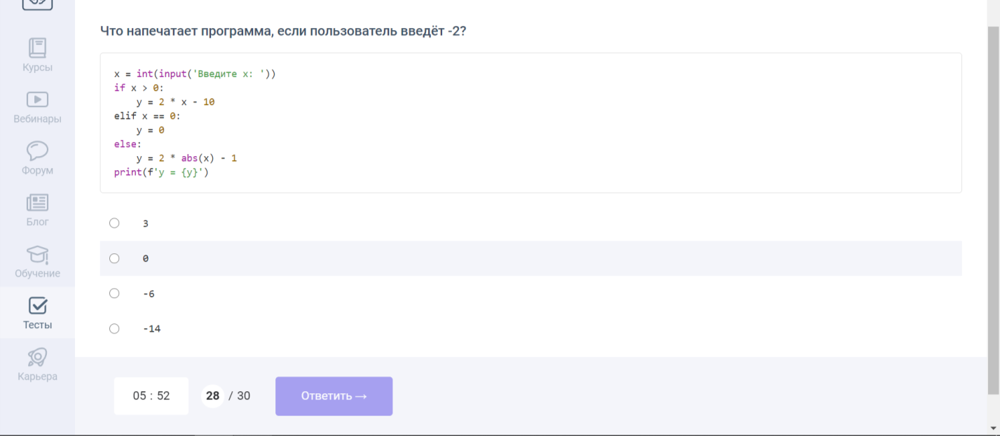 Что напечатает программа, если пользователь введёт -2?
x = int(input('Введите x: '))
if x > 0:
    y = 2 * x - 10
elif x == 0:
    y = 0
else:
    y = 2 * abs(x) - 1
print(f'y = {y}')
3
0
-6
-14
05 : 52
28 / 30
Ответить →
Курсы
Вебинары
Форум
Блог
Обучение
Тесты
Карьера